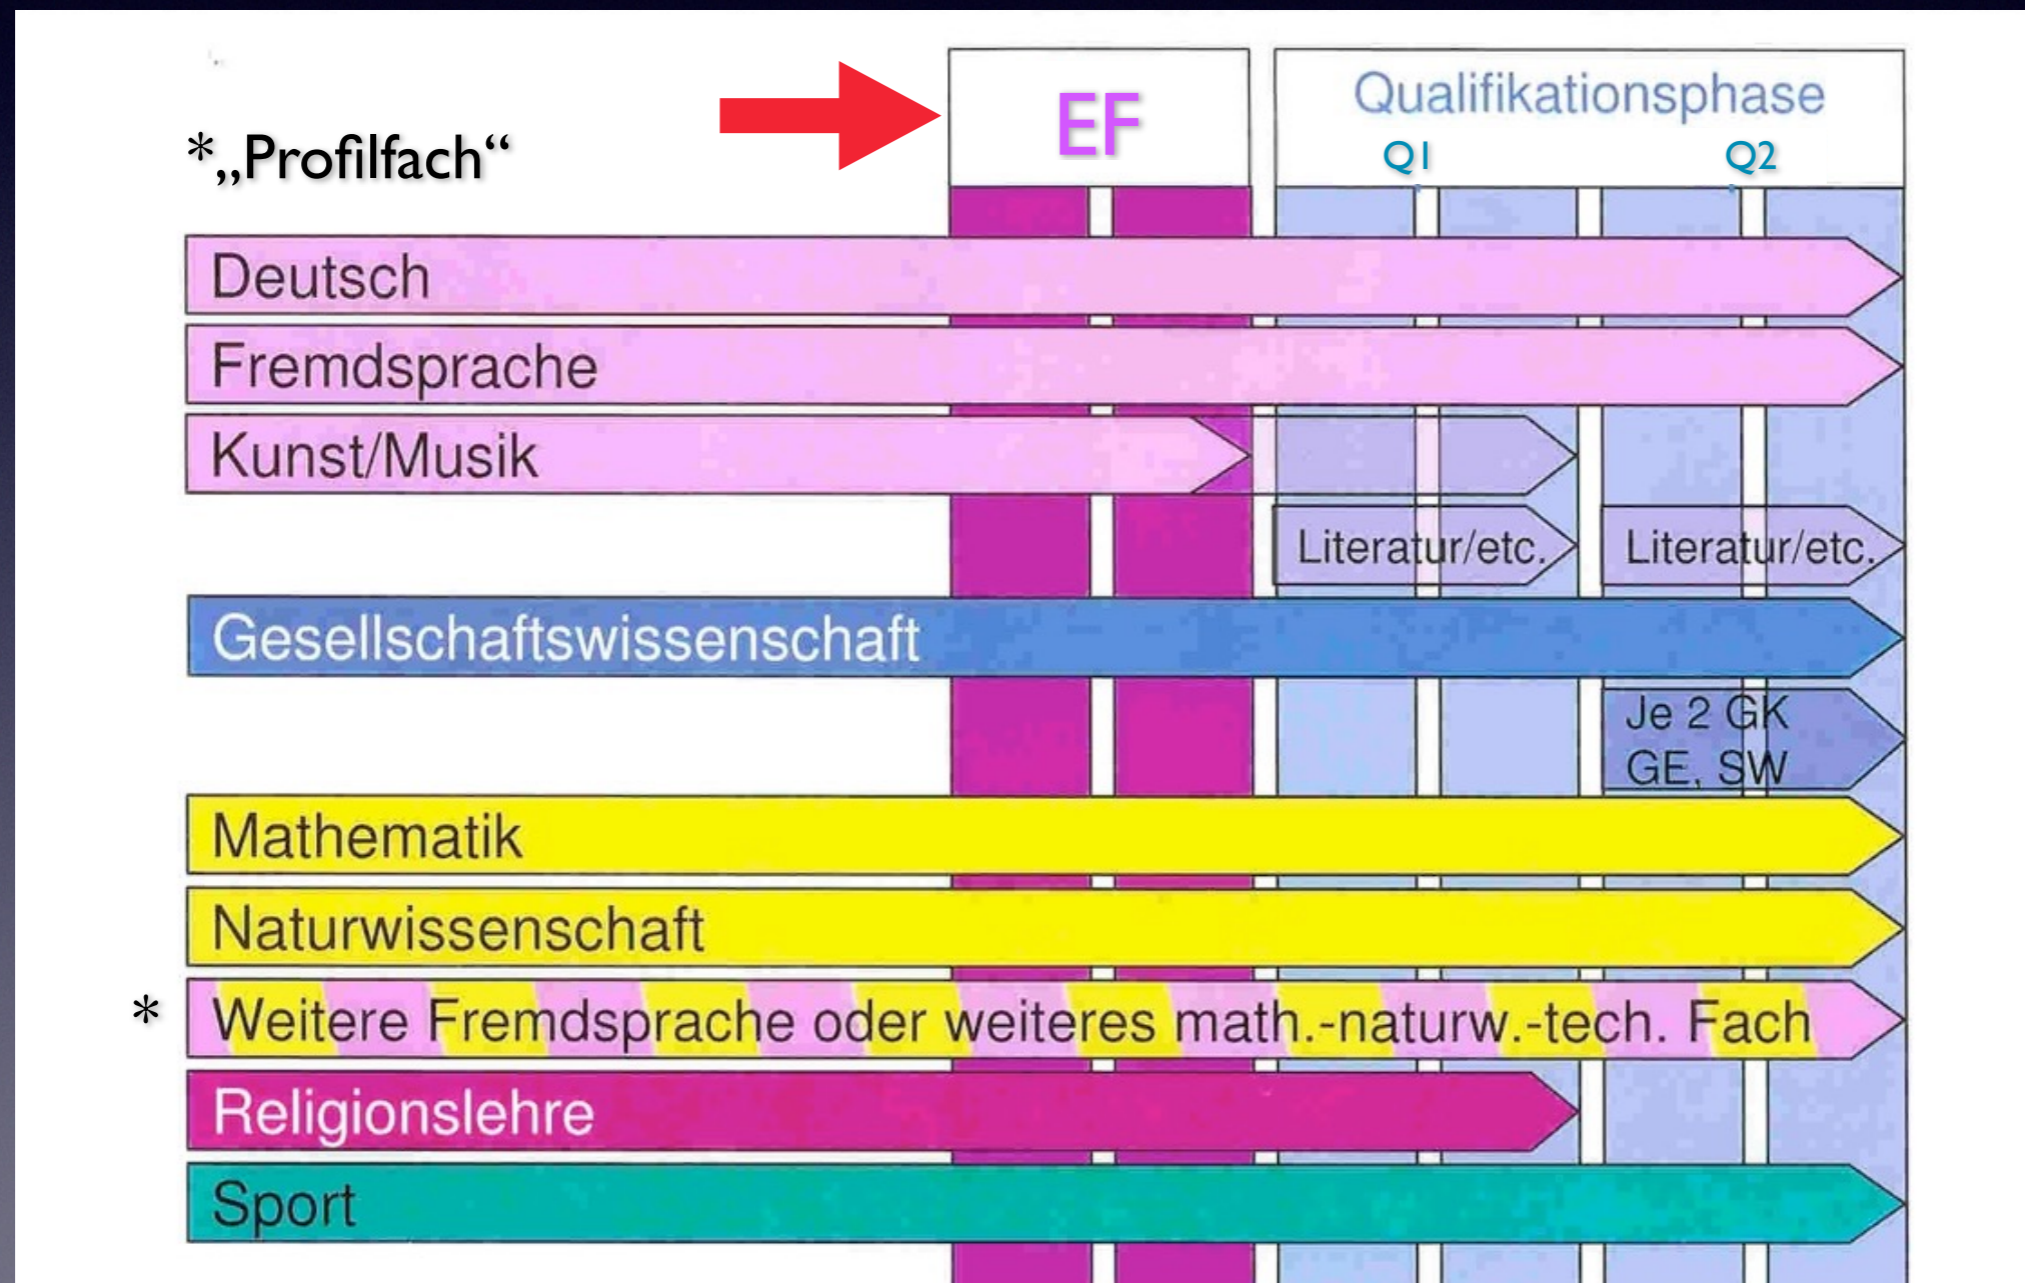 EF
Qualifikationsphase
Q1
Q2
*„Profilfach“
Deutsch
Fremdsprache
Kunst/Musik
Literatur/etc.
Literatur/etc.
Gesellschaftswissenschaft
Je 2 GK
GE, SW
Mathematik
Naturwissenschaft
* Weitere Fremdsprache oder weiteres math.-naturw.-tech. Fach
Religionslehre
Sport